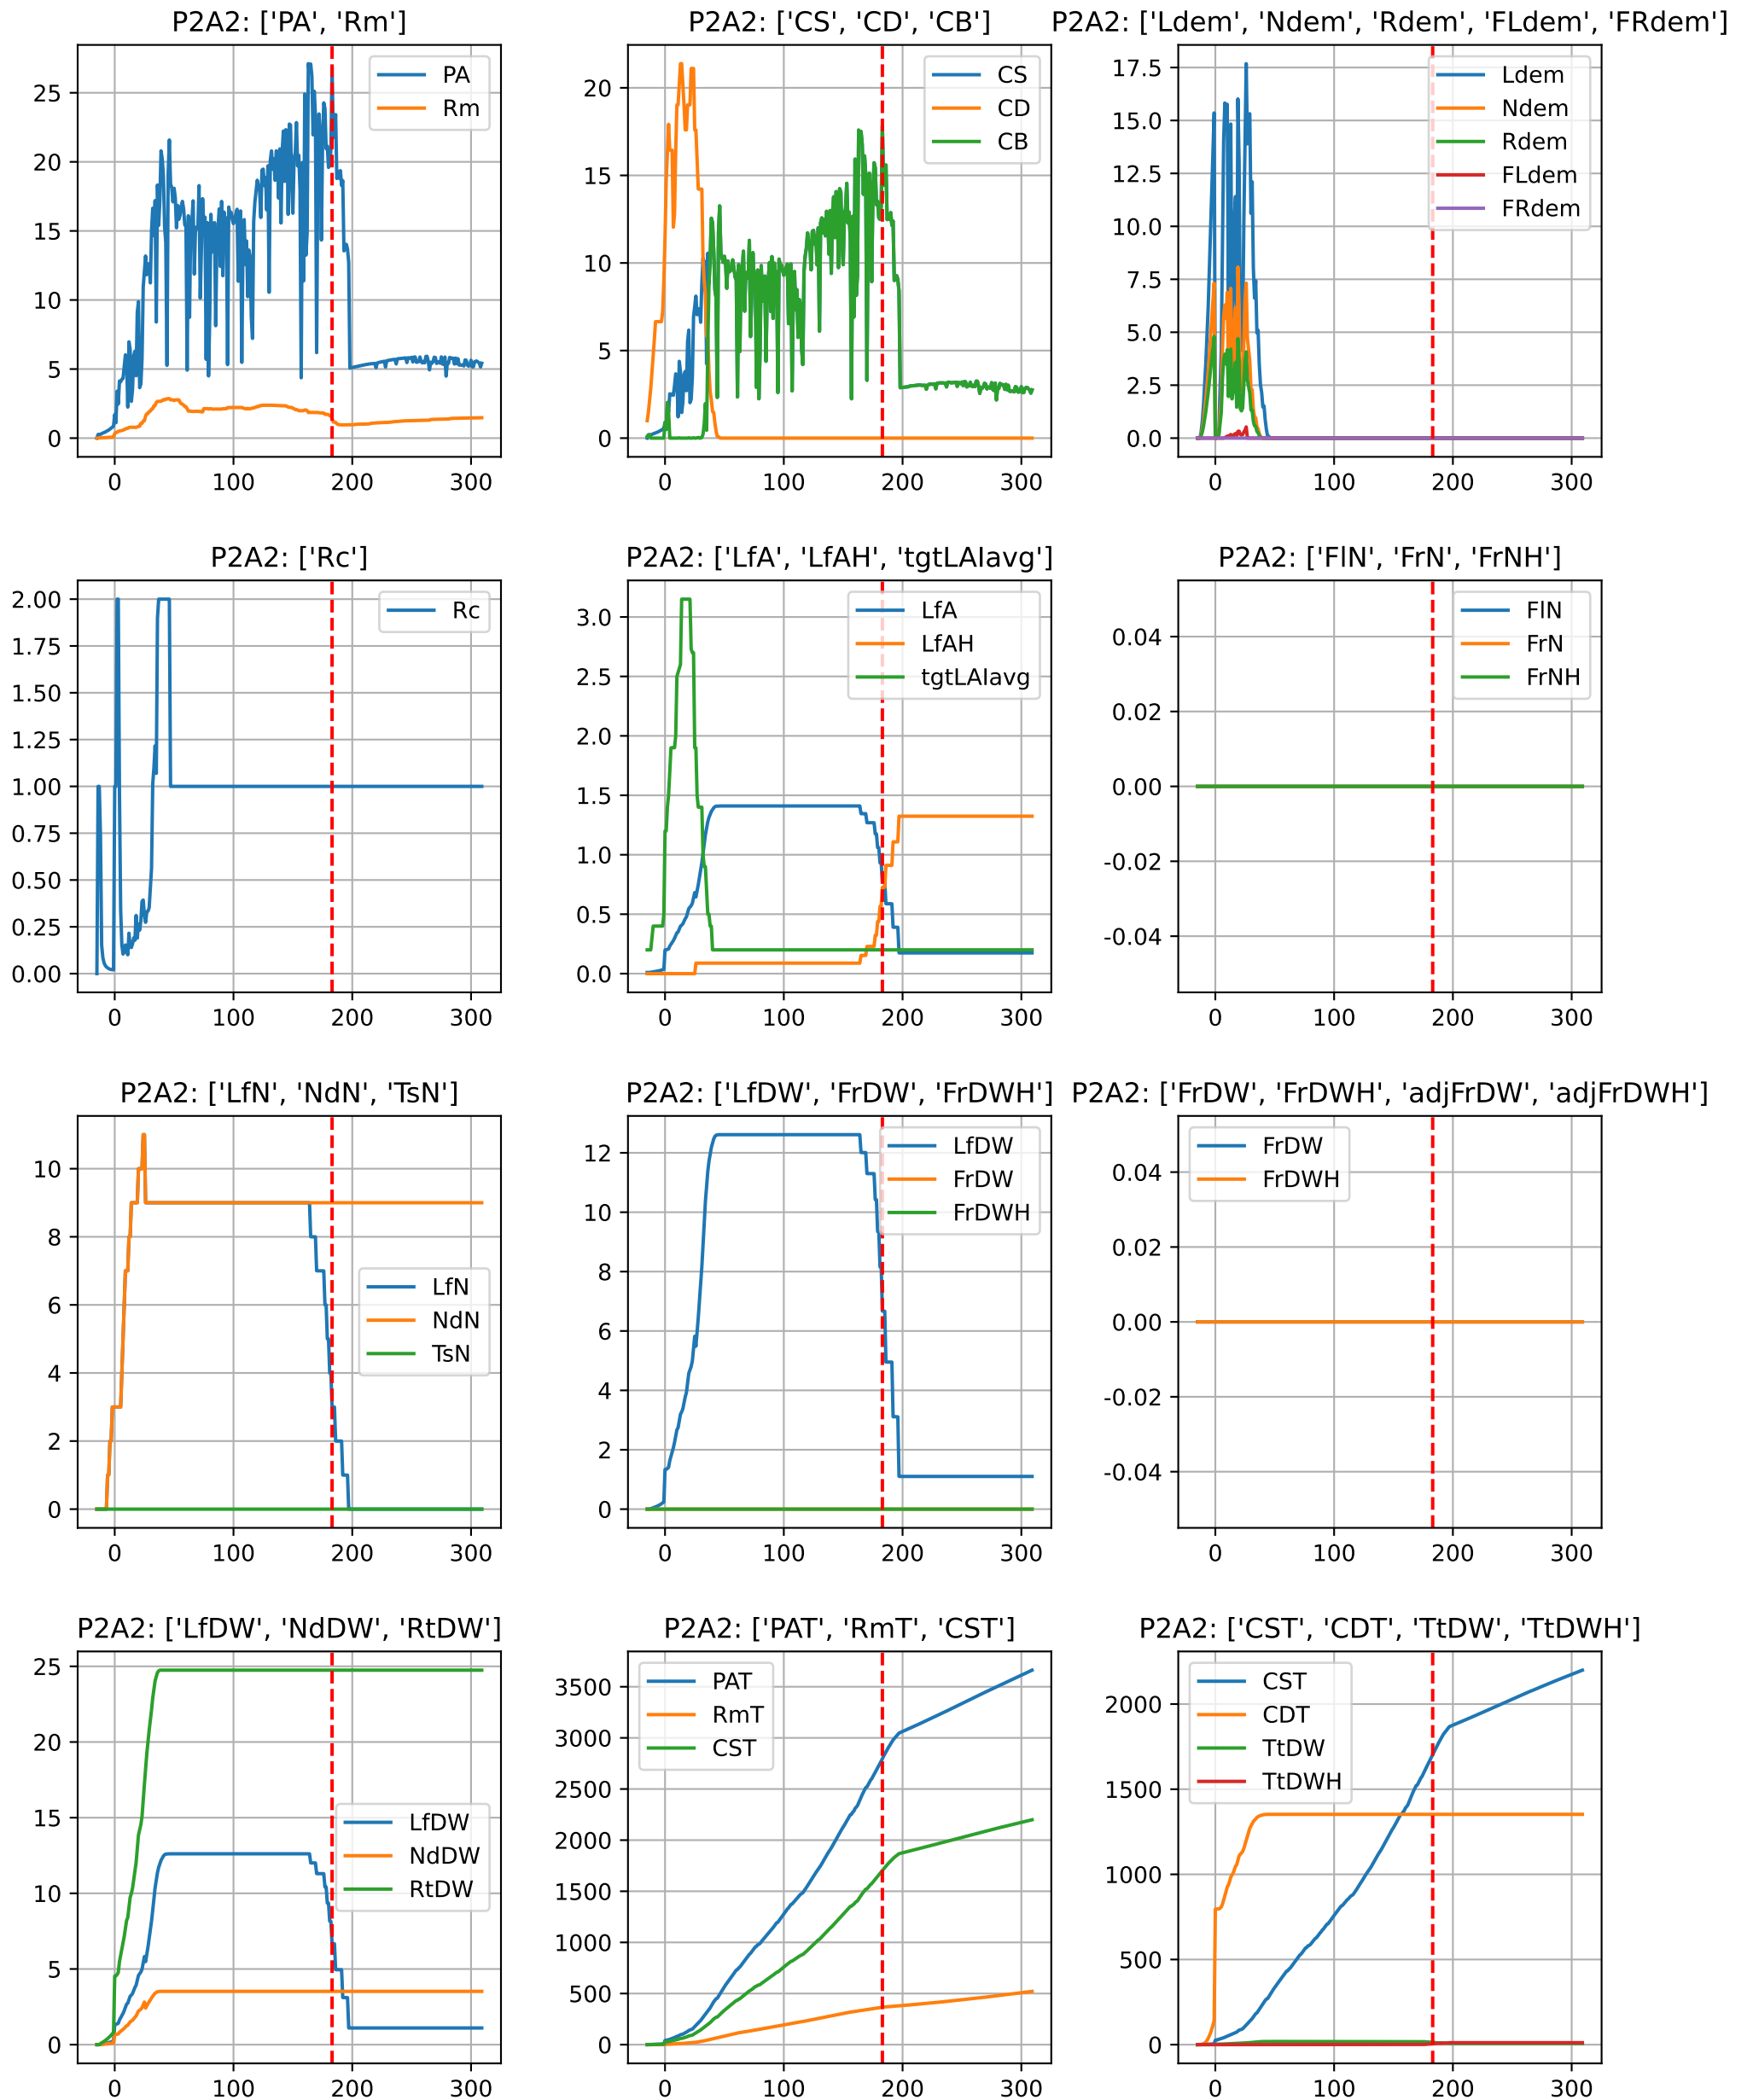 P2A2: ['PA', 'Rm']
PA
Rm
25
20
15
10
5
0
0 100 200 300
P2A2: ['CS', 'CD', 'CB']
CS
CD
CB
20
15
10
5
0
0 100 200 300
P2A2: ['Ldem', 'Ndem', 'Rdem', 'FLdem', 'FRdem']
Ldem
Ndem
Rdem
FLdem
FRdem
17.5
15.0
12.5
10.0
7.5
5.0
2.5
0.0
0 100 200 300
P2A2: ['Rc']
Rc
2.00
1.75
1.50
1.25
1.00
0.75
0.50
0.25
0.00
0 100 200 300
P2A2: ['LfA', 'LfAH', 'tgtLAIavg']
LfA
LfAH
tgtLAIavg
3.0
2.5
2.0
1.5
1.0
0.5
0.0
0 100 200 300
P2A2: ['FlN', 'FrN', 'FrNH']
FlN
FrN
FrNH
0.04
0.02
0.00
-0.02
-0.04
0 100 200 300
P2A2: ['LfN', 'NdN', 'TsN']
LfN
NdN
TsN
10
8
6
4
2
0
0 100 200 300
P2A2: ['LfDW', 'FrDW', 'FrDWH']
LfDW
FrDW
FrDWH
12
10
8
6
4
2
0
0 100 200 300
P2A2: ['FrDW', 'FrDWH', 'adjFrDW', 'adjFrDWH']
FrDW
FrDWH
0.04
0.02
0.00
-0.02
-0.04
0 100 200 300
P2A2: ['LfDW', 'NdDW', 'RtDW']
LfDW
NdDW
RtDW
25
20
15
10
5
0
0 100 200 300
P2A2: ['PAT', 'RmT', 'CST']
PAT
RmT
CST
3500
3000
2500
2000
1500
1000
500
0
0 100 200 300
P2A2: ['CST', 'CDT', 'TtDW', 'TtDWH']
CST
CDT
TtDW
TtDWH
2000
1500
1000
500
0
0 100 200 300